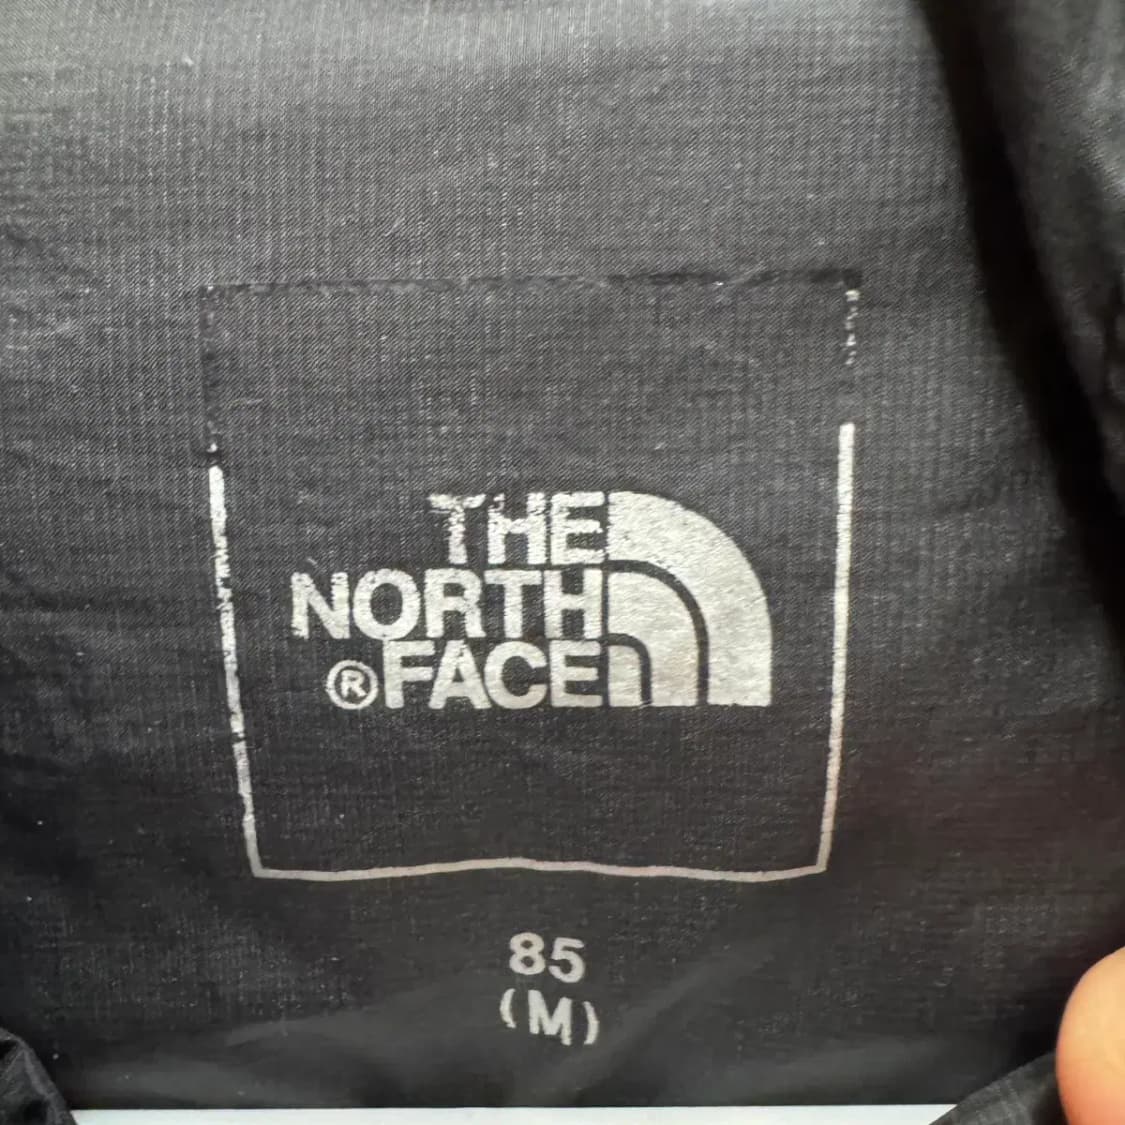 THE
NORTH
®FACE
85
(M)